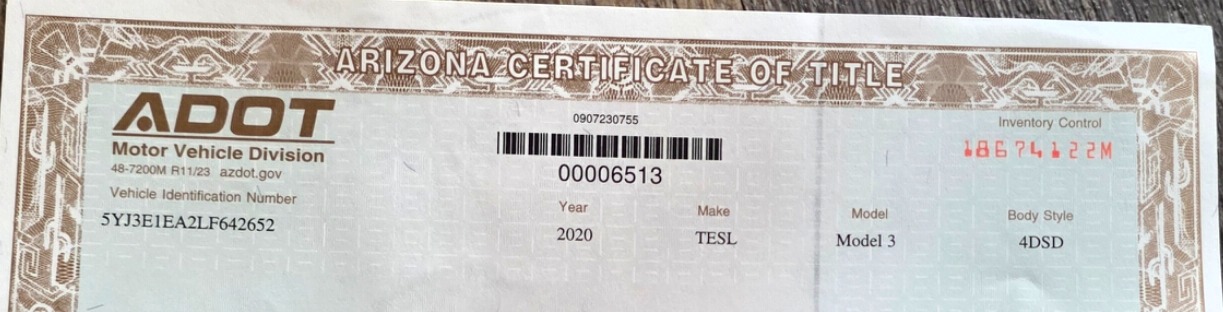 ARIZONA CERTIFICATE OF TITLE
ADOT
Motor Vehicle Division
48-7200M R11/23 azdot.gov
0907230755
00006513
Inventory Control
18674122M
Vehicle Identification Number
5YJ3E1EA2LF642652
Year
2020
Make
TESL
Model
Model 3
Body Style
4DSD